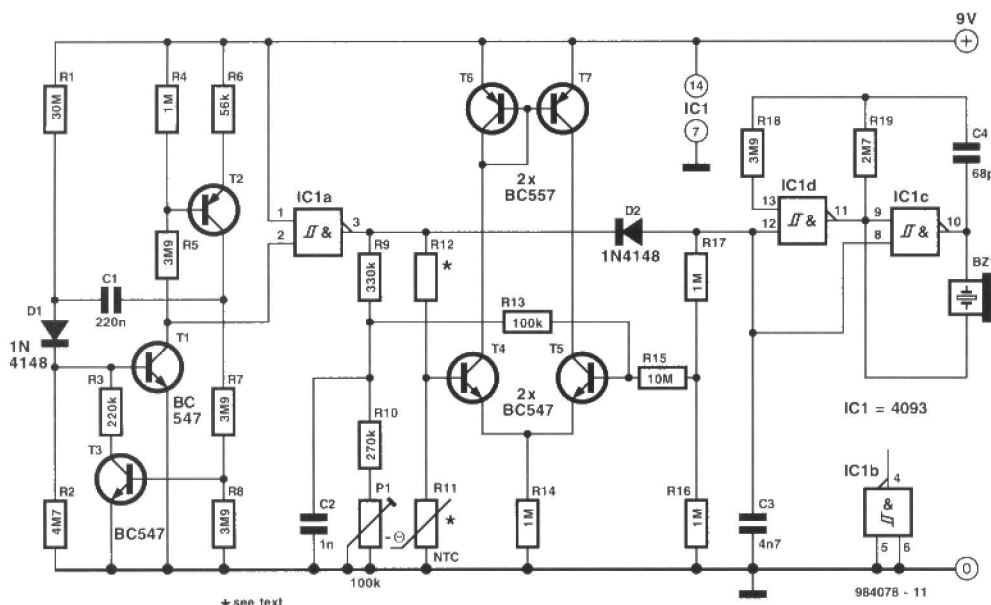 9V
+
R1
30M
R4
1M
R6
56k
T6
T7
14
IC1
7
R18
3M9
R19
2M7
C4
68p
T2
2x
BC557
IC1a
1
2
&
3
IC1d
13
12
&
11
IC1c
9
8
&
10
R5
3M9
R9
330k
R12
*
D2
1N4148
R17
1M
BZ1
C1
220n
D1
1N
4148
R13
100k
T1
BC
547
T4
T5
R15
10M
R3
220k
R7
3M9
2x
BC547
IC1 = 4093
R10
270k
T3
BC547
IC1b
4
&
5
6
R2
4M7
R8
3M9
C2
1n
P1
100k
-
R11
*
NTC
R14
1M
R16
1M
C3
4n7
0
984078 - 11
* see text